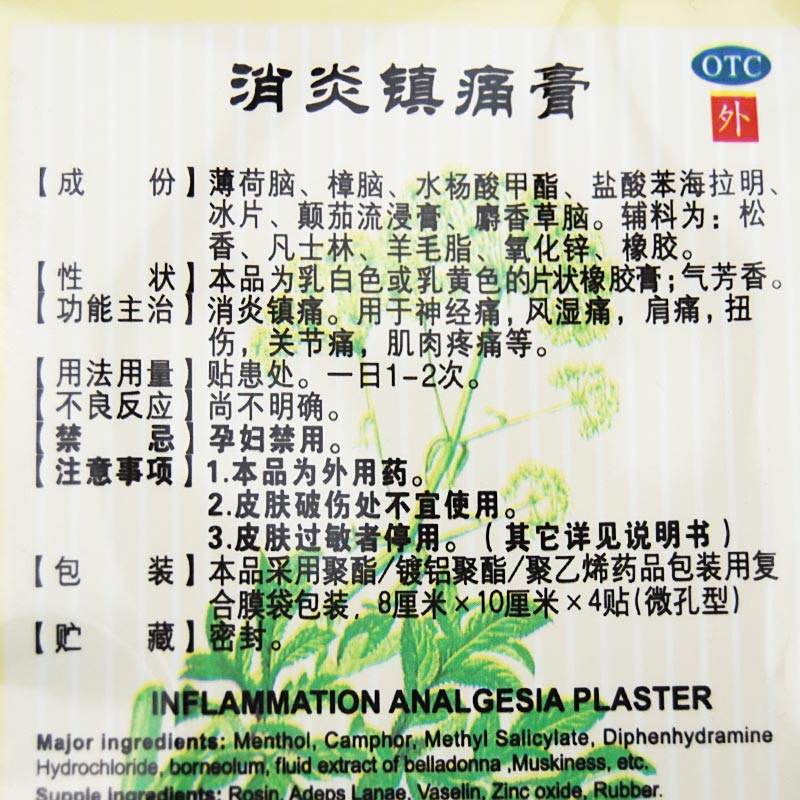 消炎镇痛膏
OTC
外
【成 份】薄荷脑、樟脑、水杨酸甲酯、盐酸苯海拉明、
冰片、颠茄流浸膏、麝香草脑。辅料为：松
香、凡士林、羊毛脂、氧化锌、橡胶。
【性 状】本品为乳白色或乳黄色的片状橡胶膏；气芳香。
【功能主治】消炎镇痛。用于神经痛，风湿痛，肩痛，扭
伤，关节痛，肌肉疼痛等。
【用法用量】贴患处。一日1-2次。
【不良反应】尚不明确。
【禁 忌】孕妇禁用。
【注意事项】1.本品为外用药。
2.皮肤破伤处不宜使用。
3.皮肤过敏者停用。（其它详见说明书）
【包 装】本品采用聚酯/镀铝聚酯/聚乙烯药品包装用复
合膜袋包装，8厘米×10厘米×4贴(微孔型)
【贮 藏】密封。
INFLAMMATION ANALGESIA PLASTER
Major ingredients: Menthol, Camphor, Methyl Salicylate, Diphenhydramine
Hydrochloride, borneolum, fluid extract of belladonna ,Muskiness, etc.
Supple ingredients: Rosin, Adeps Lanae, Vaselin, Zinc oxide, Rubber.